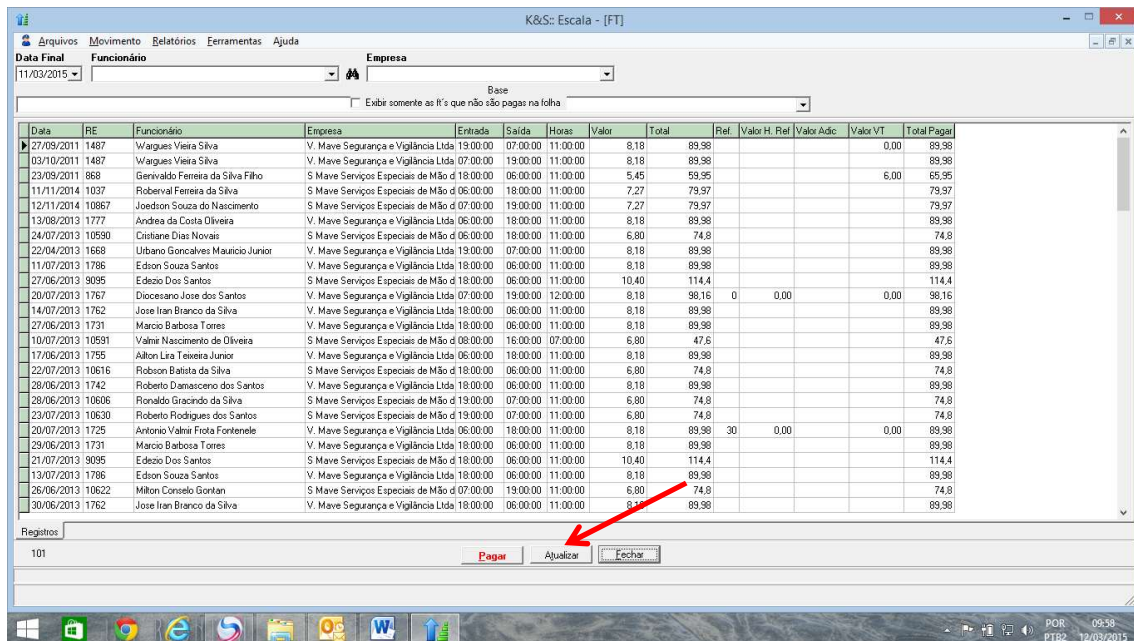 K&S:: Escala - [FT]
Arquivos Movimento Relatórios Ferramentas Ajuda
Data Final Funcionário Empresa
11/03/2015
Base
Exibir somente as ft's que não são pagas na folha
Data RE Funcionário Empresa Entrada Saída Horas Valor Total Ref. Valor H. Ref Valor Adic Valor VT Total Pagar
27/09/2011 1487 Wargues Vieira Silva V. Mave Segurança e Vigilância Ltda 19:00:00 07:00:00 11:00:00 8,18 89,98 0,00 89,98
03/10/2011 1487 Wargues Vieira Silva V. Mave Segurança e Vigilância Ltda 07:00:00 19:00:00 11:00:00 8,18 89,98 89,98
23/09/2011 868 Genivaldo Ferreira da Silva Filho S Mave Serviços Especiais de Mão d 18:00:00 06:00:00 11:00:00 5,45 59,95 6,00 65,95
11/11/2014 1037 Roberval Ferreira da Silva S Mave Serviços Especiais de Mão d 06:00:00 18:00:00 11:00:00 7,27 79,97 79,97
12/11/2014 10867 Joedson Souza do Nascimento S Mave Serviços Especiais de Mão d 07:00:00 19:00:00 11:00:00 7,27 79,97 79,97
13/08/2013 1777 Andrea da Costa Oliveira V. Mave Segurança e Vigilância Ltda 06:00:00 18:00:00 11:00:00 8,18 89,98 89,98
24/07/2013 10590 Cristiane Dias Novais S Mave Serviços Especiais de Mão d 06:00:00 18:00:00 11:00:00 6,80 74,8 74,8
22/04/2013 1668 Urbano Goncalves Mauricio Junior V. Mave Segurança e Vigilância Ltda 19:00:00 07:00:00 11:00:00 8,18 89,98 89,98
11/07/2013 1786 Edson Souza Santos V. Mave Segurança e Vigilância Ltda 18:00:00 06:00:00 11:00:00 8,18 89,98 89,98
27/06/2013 9095 Edezio Dos Santos S Mave Serviços Especiais de Mão d 18:00:00 06:00:00 11:00:00 10,40 114,4 114,4
20/07/2013 1767 Diocesano Jose dos Santos V. Mave Segurança e Vigilância Ltda 07:00:00 19:00:00 12:00:00 8,18 98,16 0 0,00 0,00 98,16
14/07/2013 1762 Jose Iran Branco da Silva V. Mave Segurança e Vigilância Ltda 18:00:00 06:00:00 11:00:00 8,18 89,98 89,98
27/06/2013 1731 Marcio Barbosa Torres V. Mave Segurança e Vigilância Ltda 18:00:00 06:00:00 11:00:00 8,18 89,98 89,98
10/07/2013 10591 Valmir Nascimento de Oliveira S Mave Serviços Especiais de Mão d 08:00:00 16:00:00 07:00:00 6,80 47,6 47,6
17/06/2013 1755 Ailton Lira Teixeira Junior V. Mave Segurança e Vigilância Ltda 06:00:00 18:00:00 11:00:00 8,18 89,98 89,98
22/07/2013 10616 Robson Batista da Silva S Mave Serviços Especiais de Mão d 18:00:00 06:00:00 11:00:00 6,80 74,8 74,8
28/06/2013 1742 Roberto Damasceno dos Santos V. Mave Segurança e Vigilância Ltda 18:00:00 06:00:00 11:00:00 8,18 89,98 89,98
28/06/2013 10606 Ronaldo Gracindo da Silva S Mave Serviços Especiais de Mão d 19:00:00 07:00:00 11:00:00 6,80 74,8 74,8
23/07/2013 10630 Roberto Rodrigues dos Santos S Mave Serviços Especiais de Mão d 19:00:00 07:00:00 11:00:00 6,80 74,8 74,8
20/07/2013 1725 Antonio Valmir Frota Fontenele V. Mave Segurança e Vigilância Ltda 06:00:00 18:00:00 11:00:00 8,18 89,98 30 0,00 0,00 89,98
29/06/2013 1731 Marcio Barbosa Torres V. Mave Segurança e Vigilância Ltda 18:00:00 06:00:00 11:00:00 8,18 89,98 89,98
21/07/2013 9095 Edezio Dos Santos S Mave Serviços Especiais de Mão d 18:00:00 06:00:00 11:00:00 10,40 114,4 114,4
13/07/2013 1786 Edson Souza Santos V. Mave Segurança e Vigilância Ltda 18:00:00 06:00:00 11:00:00 8,18 89,98 89,98
26/06/2013 10622 Milton Conselo Gontan S Mave Serviços Especiais de Mão d 07:00:00 19:00:00 11:00:00 6,80 74,8 74,8
30/06/2013 1762 Jose Iran Branco da Silva V. Mave Segurança e Vigilância Ltda 18:00:00 06:00:00 11:00:00 89,98 89,98
Registros
101 Pagar Atualizar Fechar
POR 09:58
PTB2 12/03/2015